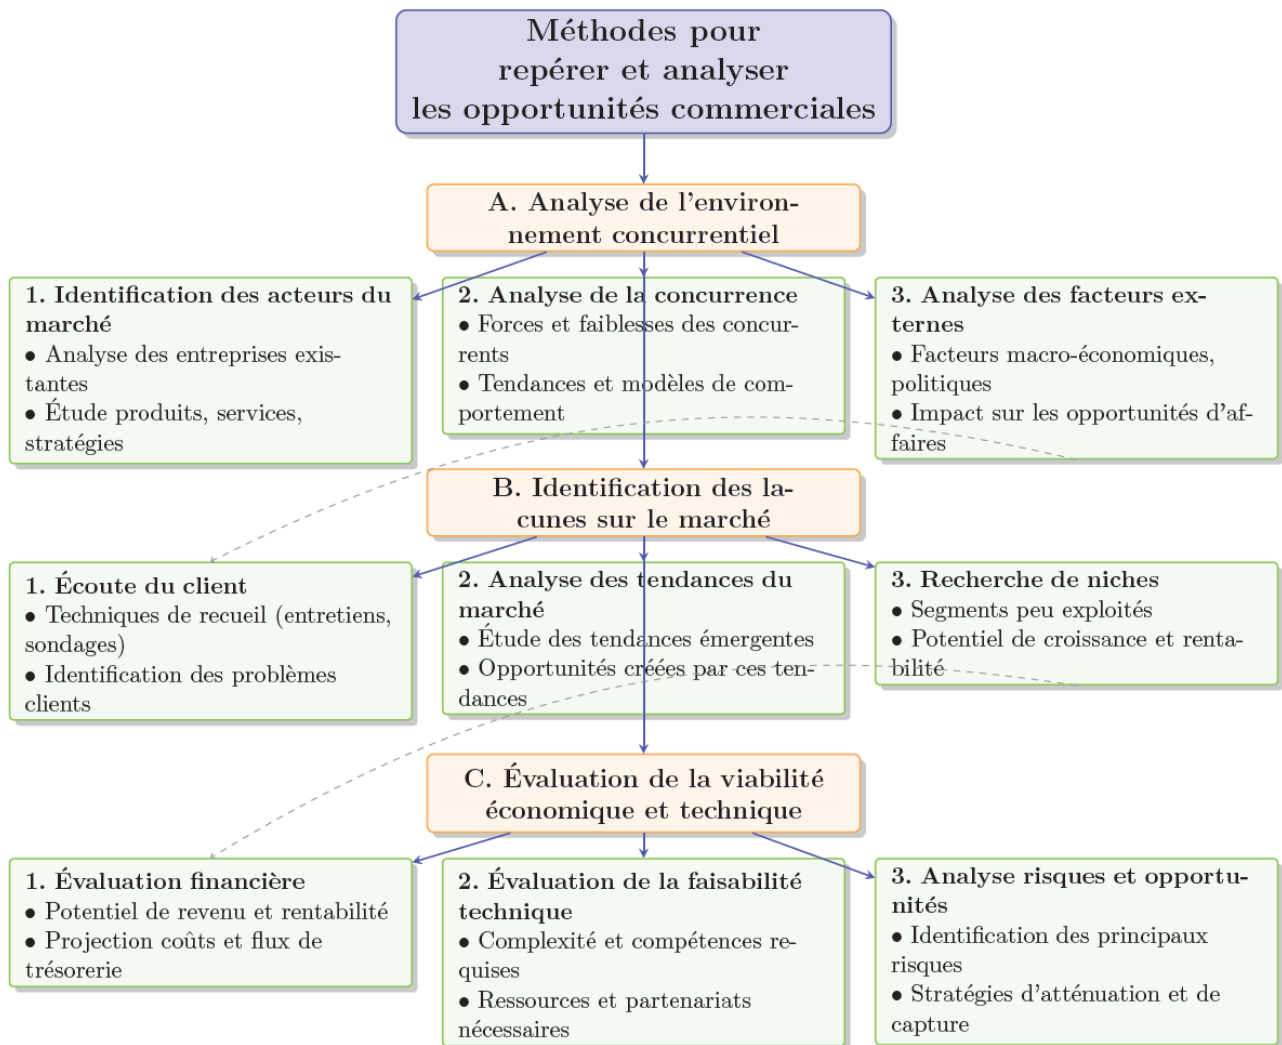 Méthodes pour
repérer et analyser
les opportunités commerciales
A. Analyse de l'environ-
nement concurrentiel
1. Identification des acteurs du
marché
• Analyse des entreprises exis-
tantes
• Étude produits, services,
stratégies
2. Analyse de la concurrence
• Forces et faiblesses des concur-
rents
• Tendances et modèles de com-
portement
3. Analyse des facteurs ex-
ternes
• Facteurs macro-économiques,
politiques
• Impact sur les opportunités d'af-
faires
B. Identification des la-
cunes sur le marché
1. Écoute du client
• Techniques de recueil (entretiens,
sondages)
• Identification des problèmes
clients
2. Analyse des tendances du
marché
• Étude des tendances émergentes
• Opportunités créées par ces ten-
dances
3. Recherche de niches
• Segments peu exploités
• Potentiel de croissance et renta-
bilité
C. Évaluation de la viabilité
économique et technique
1. Évaluation financière
• Potentiel de revenu et rentabilité
• Projection coûts et flux de
trésorerie
2. Évaluation de la faisabilité
technique
• Complexité et compétences re-
quises
• Ressources et partenariats
nécessaires
3. Analyse risques et opportu-
nités
• Identification des principaux
risques
• Stratégies d'atténuation et de
capture